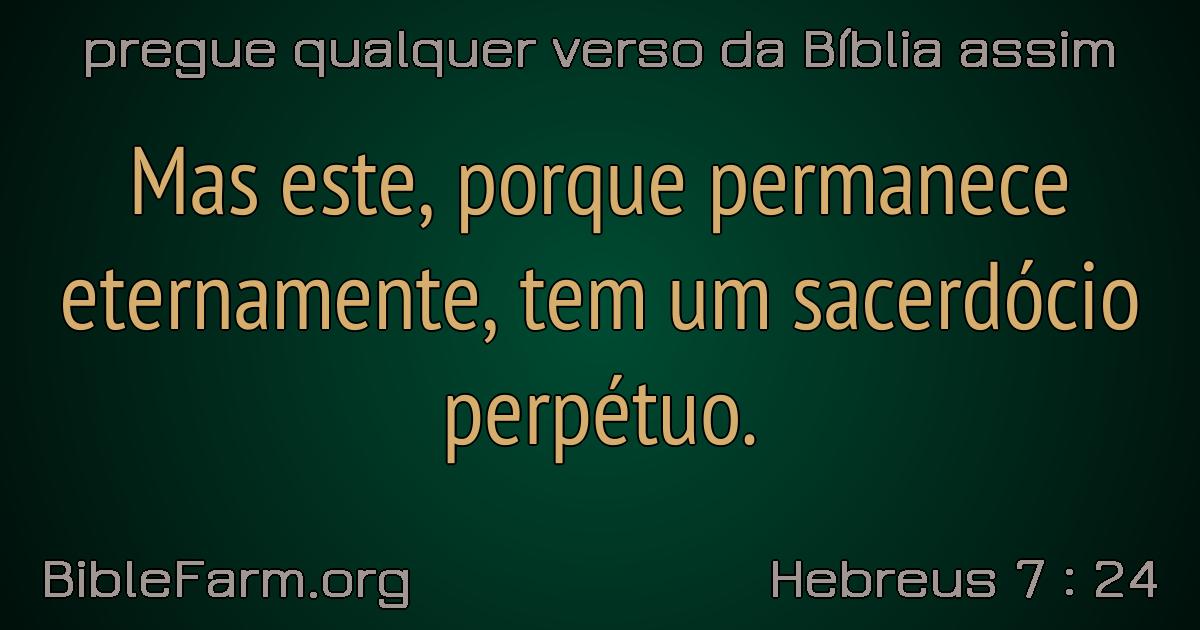 pregue qualquer verso da Bíblia assim
Mas este, porque permanece
eternamente, tem um sacerdócio
perpétuo.
BibleFarm.org
Hebreus 7 : 24